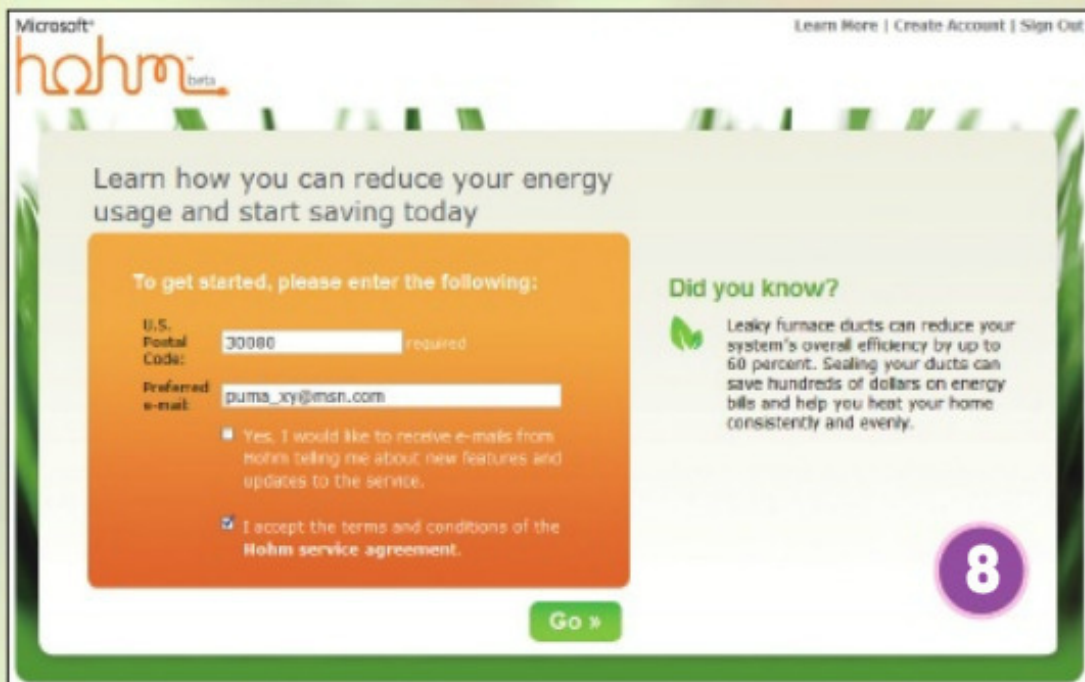 Microsoft®
Learn More | Create Account | Sign Out
hohm™ beta
Learn how you can reduce your energy
usage and start saving today
To get started, please enter the following:
U.S.
Postal
Code:
30080 required
Preferred
e-mail:
puma_xy@msn.com
Yes, I would like to receive e-mails from
Hohm telling me about new features and
updates to the service.
I accept the terms and conditions of the
Hohm service agreement.
Go »
Did you know?
Leaky furnace ducts can reduce your
system's overall efficiency by up to
60 percent. Sealing your ducts can
save hundreds of dollars on energy
bills and help you heat your home
consistently and evenly.
8